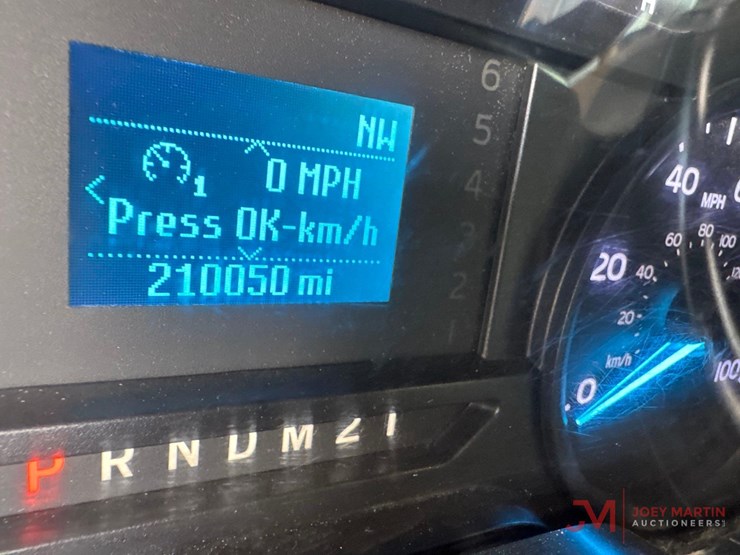 NW
1 0 MPH
Press OK-km/h
210050 mi
6
5
4
3
2
P R N D M 2 1
40
MPH
60 80 100
20 40
20
km/h
0
100
JOEY MARTIN
AUCTIONEERS